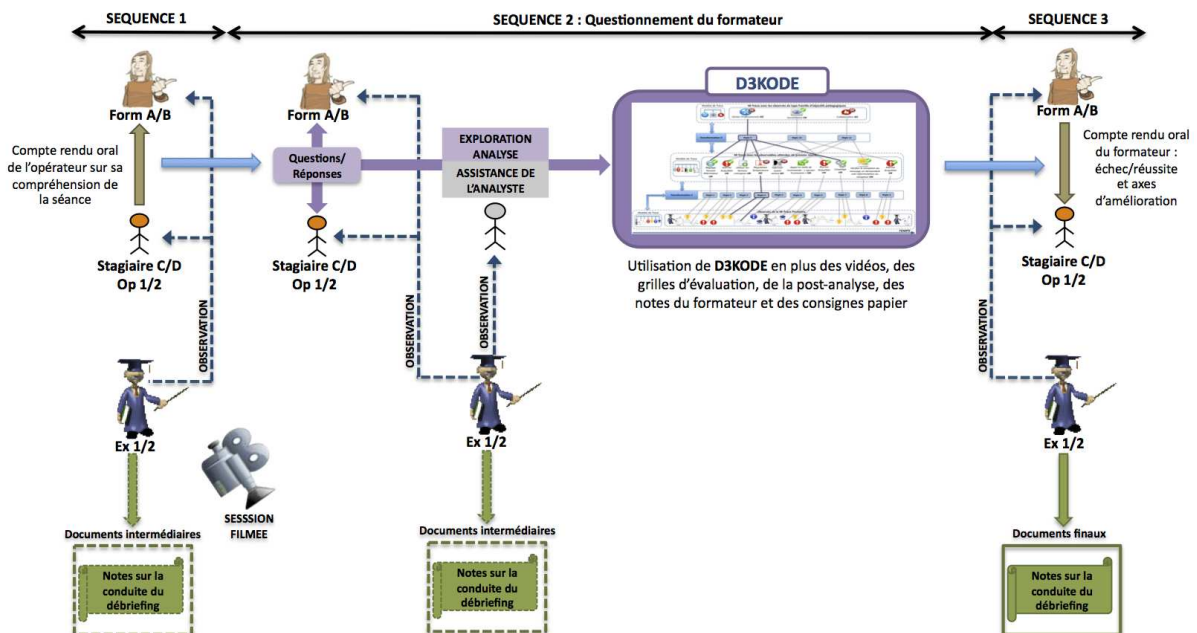 SEQUENCE 1
SEQUENCE 2 : Questionnement du formateur
SEQUENCE 3
Form A/B
Compte rendu oral
de l'opérateur sur sa
compréhension de
la séance
Stagiaire C/D
Op 1/2
OBSERVATION
Ex 1/2
Documents intermédiaires
Notes sur la
conduite du
débriefing
SESSSION
FILMEE
Form A/B
Questions/
Réponses
Stagiaire C/D
Op 1/2
OBSERVATION
EXPLORATION
ANALYSE
ASSISTANCE DE
L'ANALYSTE
OBSERVATION
Ex 1/2
Documents intermédiaires
Notes sur la
conduite du
débriefing
D3KODE
Utilisation de D3KODE en plus des vidéos, des
grilles d'évaluation, de la post-analyse, des
notes du formateur et des consignes papier
Form A/B
Compte rendu oral
du formateur :
échec/réussite
et axes
d'amélioration
Stagiaire C/D
Op 1/2
OBSERVATION
Ex 1/2
Documents finaux
Notes sur la
conduite du
débriefing